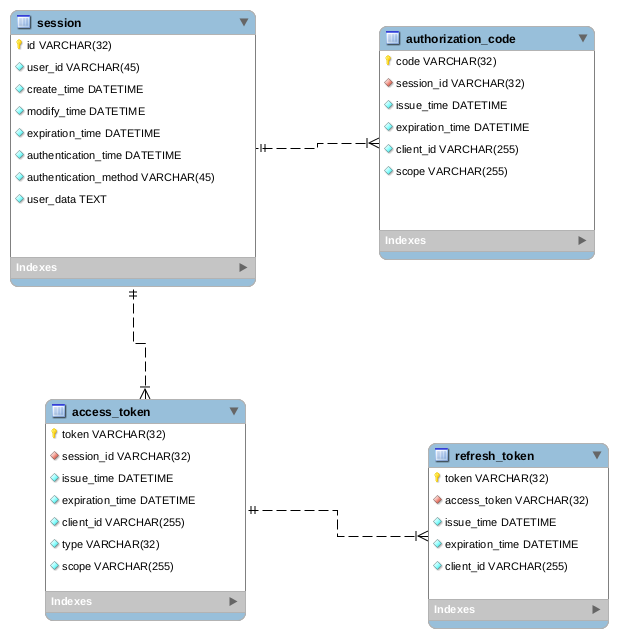 session
id VARCHAR(32)
user_id VARCHAR(45)
create_time DATETIME
modify_time DATETIME
expiration_time DATETIME
authentication_time DATETIME
authentication_method VARCHAR(45)
user_data TEXT
Indexes
authorization_code
code VARCHAR(32)
session_id VARCHAR(32)
issue_time DATETIME
expiration_time DATETIME
client_id VARCHAR(255)
scope VARCHAR(255)
Indexes
access_token
token VARCHAR(32)
session_id VARCHAR(32)
issue_time DATETIME
expiration_time DATETIME
client_id VARCHAR(255)
type VARCHAR(32)
scope VARCHAR(255)
Indexes
refresh_token
token VARCHAR(32)
access_token VARCHAR(32)
issue_time DATETIME
expiration_time DATETIME
client_id VARCHAR(255)
Indexes